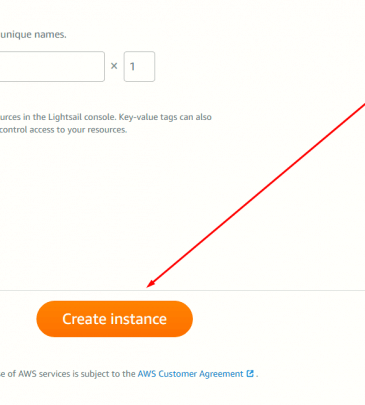 unique names.
× 1
urces in the Lightsail console. Key-value tags can also
control access to your resources.
Create instance
e of AWS services is subject to the AWS Customer Agreement .